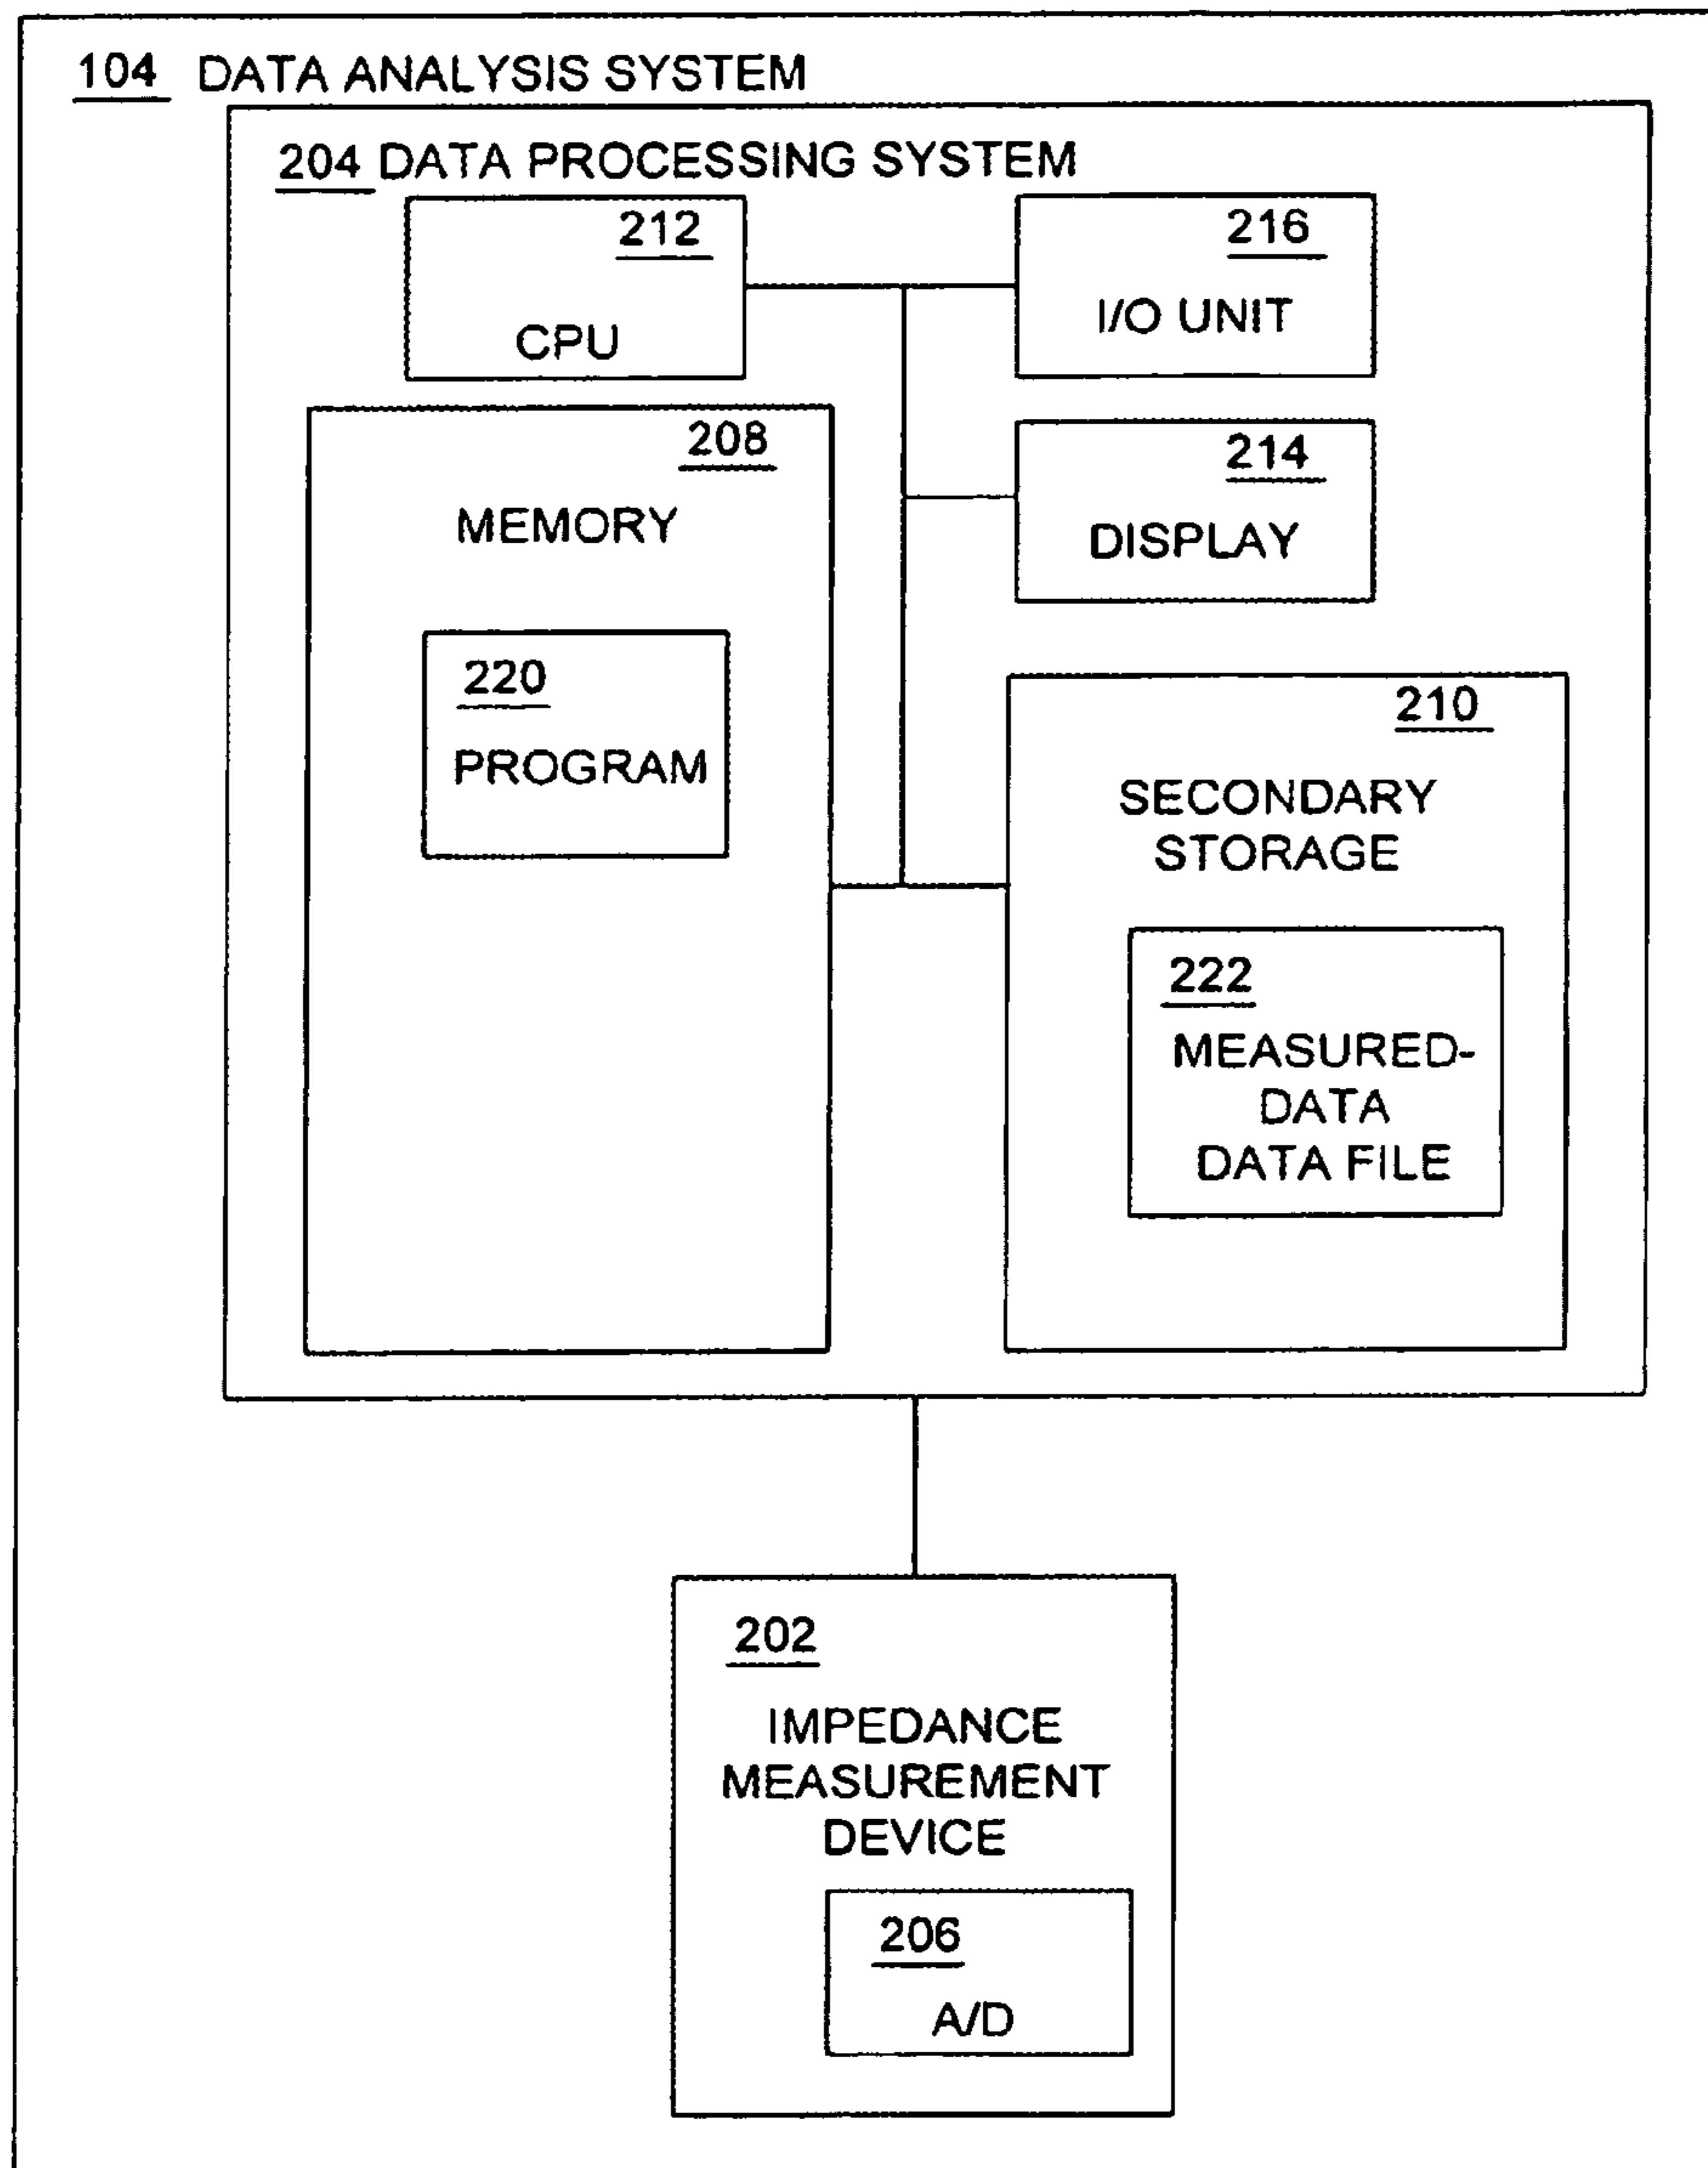 104 DATA ANALYSIS SYSTEM
204 DATA PROCESSING SYSTEM
212
CPU
216
I/O UNIT
208
MEMORY
214
DISPLAY
220
PROGRAM
210
SECONDARY
STORAGE
222
MEASURED-
DATA
DATA FILE
202
IMPEDANCE
MEASUREMENT
DEVICE
206
A/D